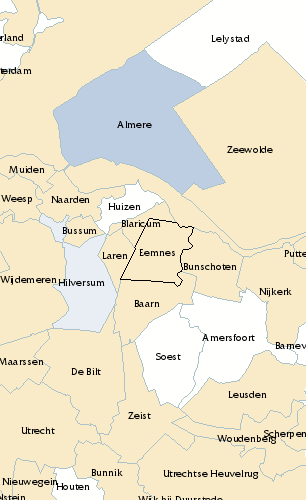 rland
Lelystad
terdam
Almere
Zeewolde
Muiden
Weesp
Naarden
Huizen
Blaricum
Bussum
Laren
Eemnes
Putte
Bunschoten
Wijdemeren
Hilversum
Nijkerk
Baarn
Amersfoort
Barnev
Soest
Maarssen
De Bilt
Leusden
Zeist
Utrecht
Woudenberg
Scherpen
Bunnik
Utrechtse Heuvelrug
Nieuwegein
Houten
elstein
Wijk bij Duurstede